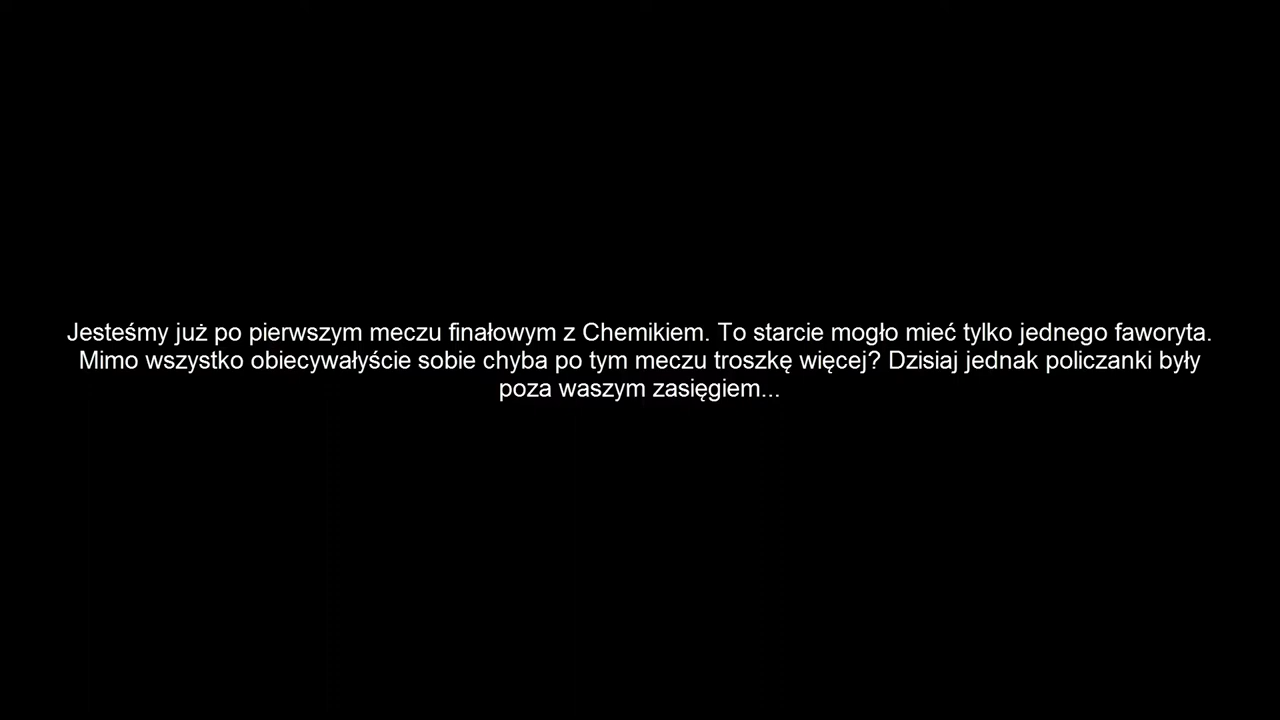 Jesteśmy już po pierwszym meczu finałowym z Chemikiem. To starcie mogło mieć tylko jednego faworyta.
Mimo wszystko obiecywałyście sobie chyba po tym meczu troszkę więcej? Dzisiaj jednak policzanki były
poza waszym zasięgiem...